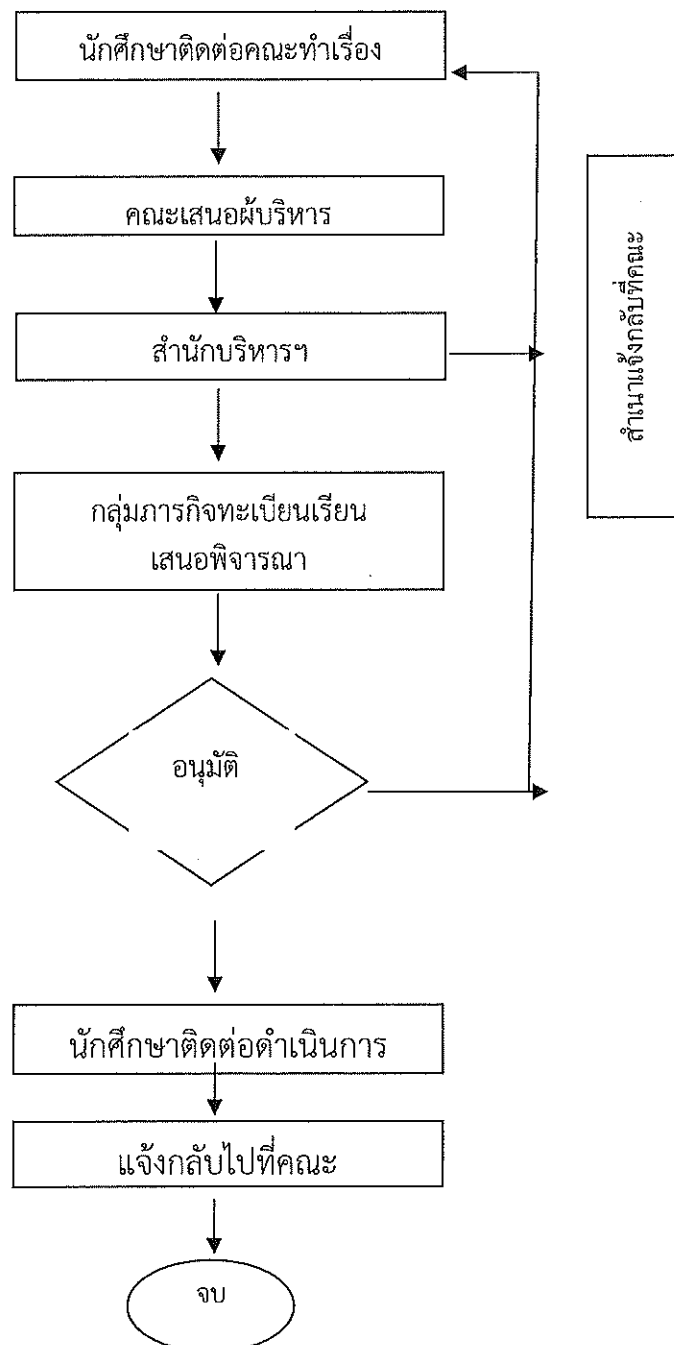 นักศึกษาติดต่อคณะทำเรื่อง
คณะเสนอผู้บริหาร
สำนักบริหารฯ
สำเนาแจ้งกลับที่คณะ
กลุ่มภารกิจทะเบียนเรียน
เสนอพิจารณา
อนุมัติ
นักศึกษาติดต่อดำเนินการ
แจ้งกลับไปที่คณะ
จบ